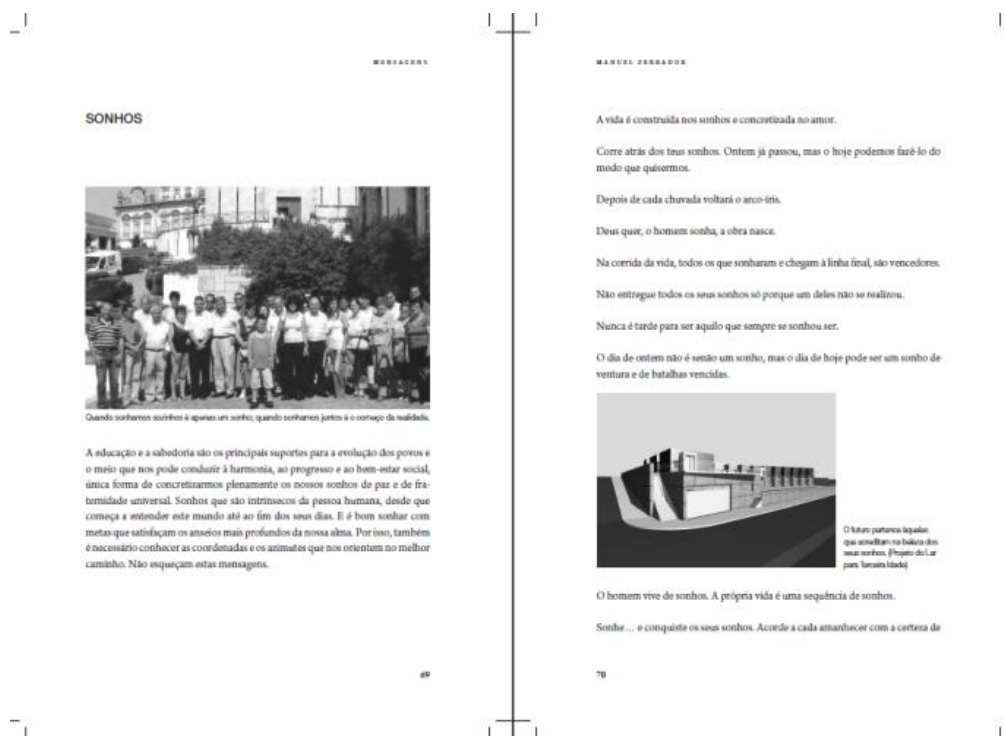 MENSAGENS
SONHOS
Quando sonhamos sozinhos é apenas um sonho; quando sonhamos juntos é o começo da realidade.
A educação e a sabedoria são os principais suportes para a evolução dos povos e
o meio que nos pode conduzir à harmonia, ao progresso e ao bem-estar social,
única forma de concretizarmos plenamente os nossos sonhos de paz e de fra-
ternidade universal. Sonhos que são intrínsecos da pessoa humana, desde que
começa a entender este mundo até ao fim dos seus dias. E é bom sonhar com
metas que satisfaçam os anseios mais profundos da nossa alma. Por isso, também
é necessário conhecer as coordenadas e os azimutes que nos orientem no melhor
caminho. Não esqueçam estas mensagens.
69
MANUEL FERRADOR
A vida é construída nos sonhos e concretizada no amor.
Corre atrás dos teus sonhos. Ontem já passou, mas o hoje podemos fazê-lo do
modo que quisermos.
Depois de cada chuvada voltará o arco-íris.
Deus quer, o homem sonha, a obra nasce.
Na corrida da vida, todos os que sonharam e chegam à linha final, são vencedores.
Não entregue todos os seus sonhos só porque um deles não se realizou.
Nunca é tarde para ser aquilo que sempre se sonhou ser.
O dia de ontem não é senão um sonho, mas o dia de hoje pode ser um sonho de
ventura e de batalhas vencidas.
O futuro pertence àqueles
que acreditam na beleza dos
seus sonhos. (Projeto do Lar
para Terceira Idade)
O homem vive de sonhos. A própria vida é uma sequência de sonhos.
Sonhe… e conquiste os seus sonhos. Acorde a cada amanhecer com a certeza de
70